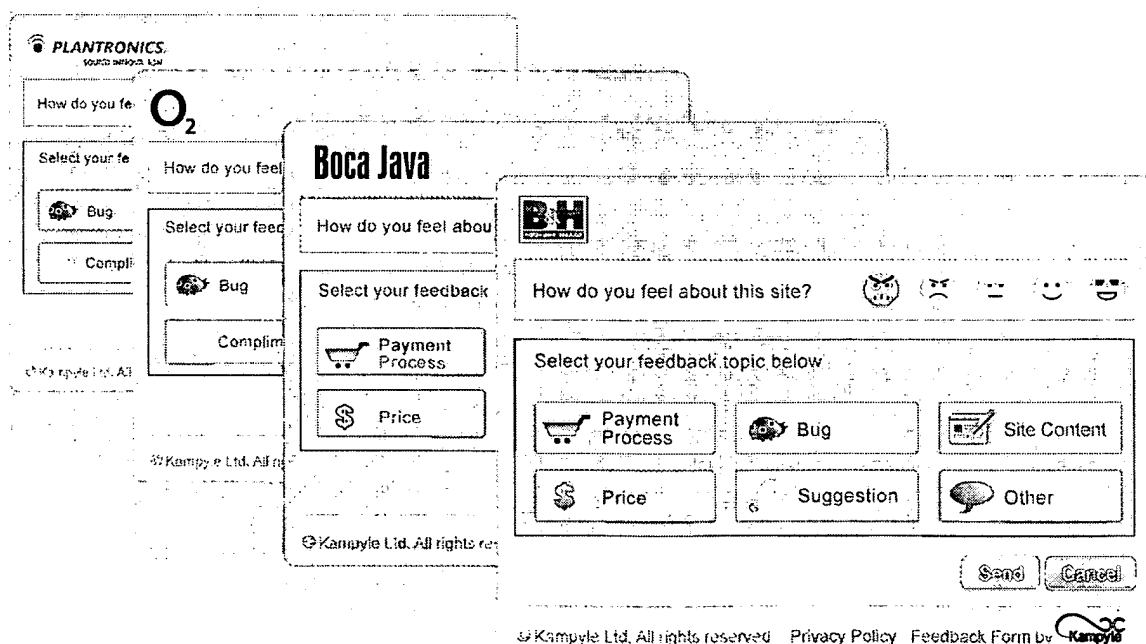 PLANTRONICS.
How do you fe
Select your fe
Bug
Compli
O2
How do you feel
Select your feed
Bug
Complim
Boca Java
How do you feel abou
Select your feedback
Payment
Process
Price
© Kampyle Ltd. All rights re
B&H
How do you feel about this site?
Select your feedback topic below
Payment
Process
Bug
Site Content
Price
Suggestion
Other
Send Cancel
© Kampyle Ltd. All rights reserved Privacy Policy Feedback Form by Kampyle